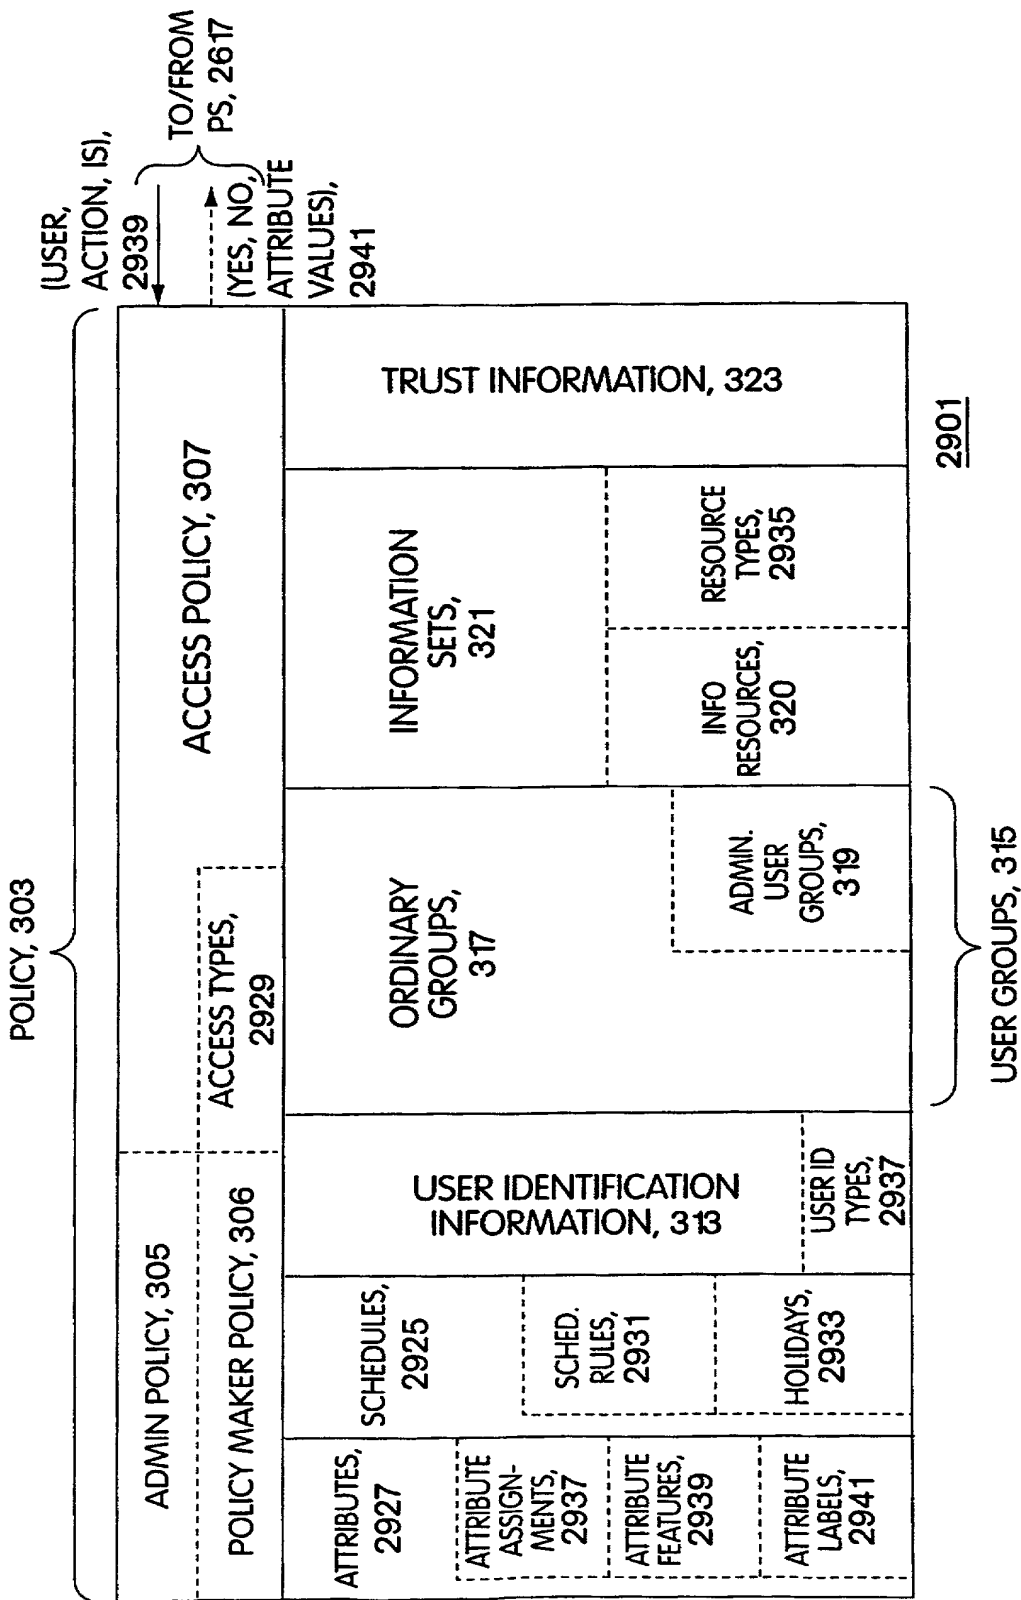 POLICY, 303
(USER,
ACTION, IS),
2939
TO/FROM
PS, 2617
(YES, NO,
ATTRIBUTE
VALUES),
2941
ADMIN POLICY, 305
POLICY MAKER POLICY, 306
ACCESS TYPES,
2929
ACCESS POLICY, 307
ATTRIBUTES,
2927
ATTRIBUTE
ASSIGN-
MENTS,
2937
ATTRIBUTE
FEATURES,
2939
ATTRIBUTE
LABELS,
2941
SCHEDULES,
2925
SCHED.
RULES,
2931
HOLIDAYS,
2933
USER IDENTIFICATION
INFORMATION, 313
USER ID
TYPES,
2937
ORDINARY
GROUPS,
317
ADMIN.
USER
GROUPS,
319
INFORMATION
SETS,
321
INFO
RESOURCES,
320
RESOURCE
TYPES,
2935
TRUST INFORMATION, 323
USER GROUPS, 315
2901